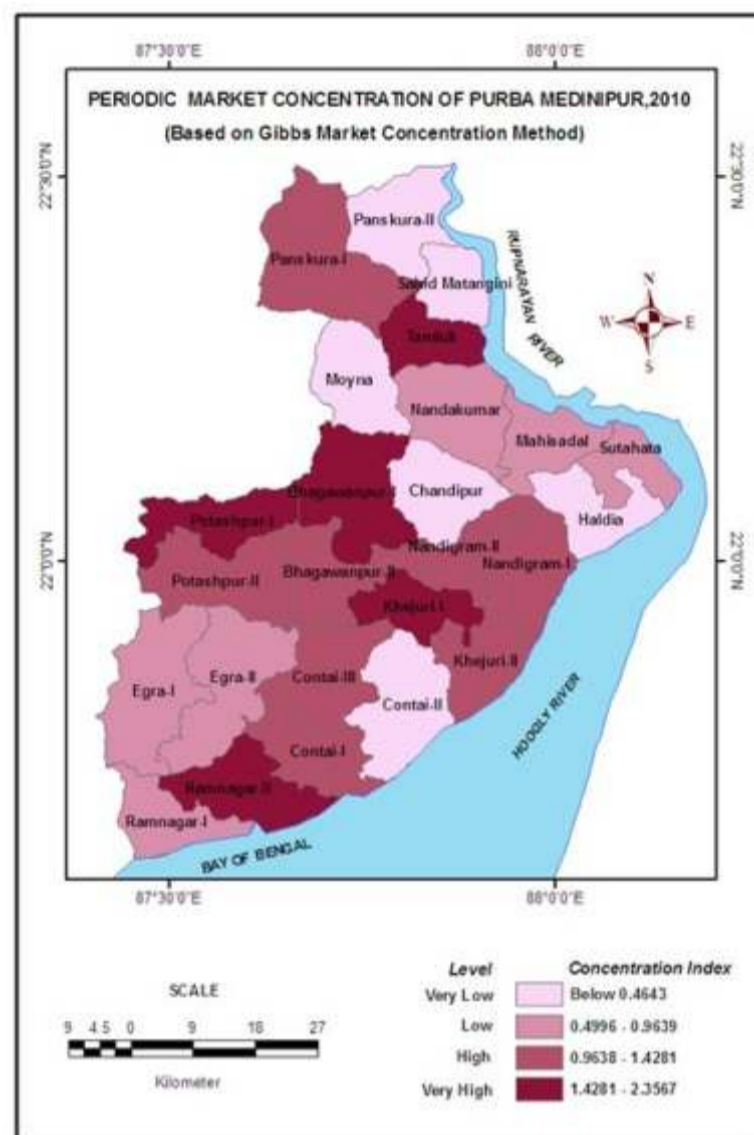 87°30'0"E 88°0'0"E
PERIODIC MARKET CONCENTRATION OF PURBA MEDINIPUR,2010
(Based on Gibbs Market Concentration Method)
22°30'0"N 22°30'0"N
Panskura-II
Panskura-I
Sahid Matangini
RUPNARAYAN RIVER
N
W E
S
Tamluk
Moyna
Nandakumar
Mahisadal
Sutahata
Bhagawanpur-I
Chandipur
Haldia
Potashpur-I
Nandigram-II
Nandigram-I
22°0'0"N 22°0'0"N
Potashpur-II
Bhagawanpur-II
Khejuri-I
Khejuri-II
Egra-I
Egra-II
Contai-III
Contai-II
HOOGLY RIVER
Contai-I
Ramnagar-II
Ramnagar-I
BAY OF BENGAL
87°30'0"E 88°0'0"E
SCALE
9 4.5 0 9 18 27
Kilometer
Level Concentration Index
Very Low Below 0.4643
Low 0.4996 - 0.9639
High 0.9638 - 1.4281
Very High 1.4281 - 2.3567